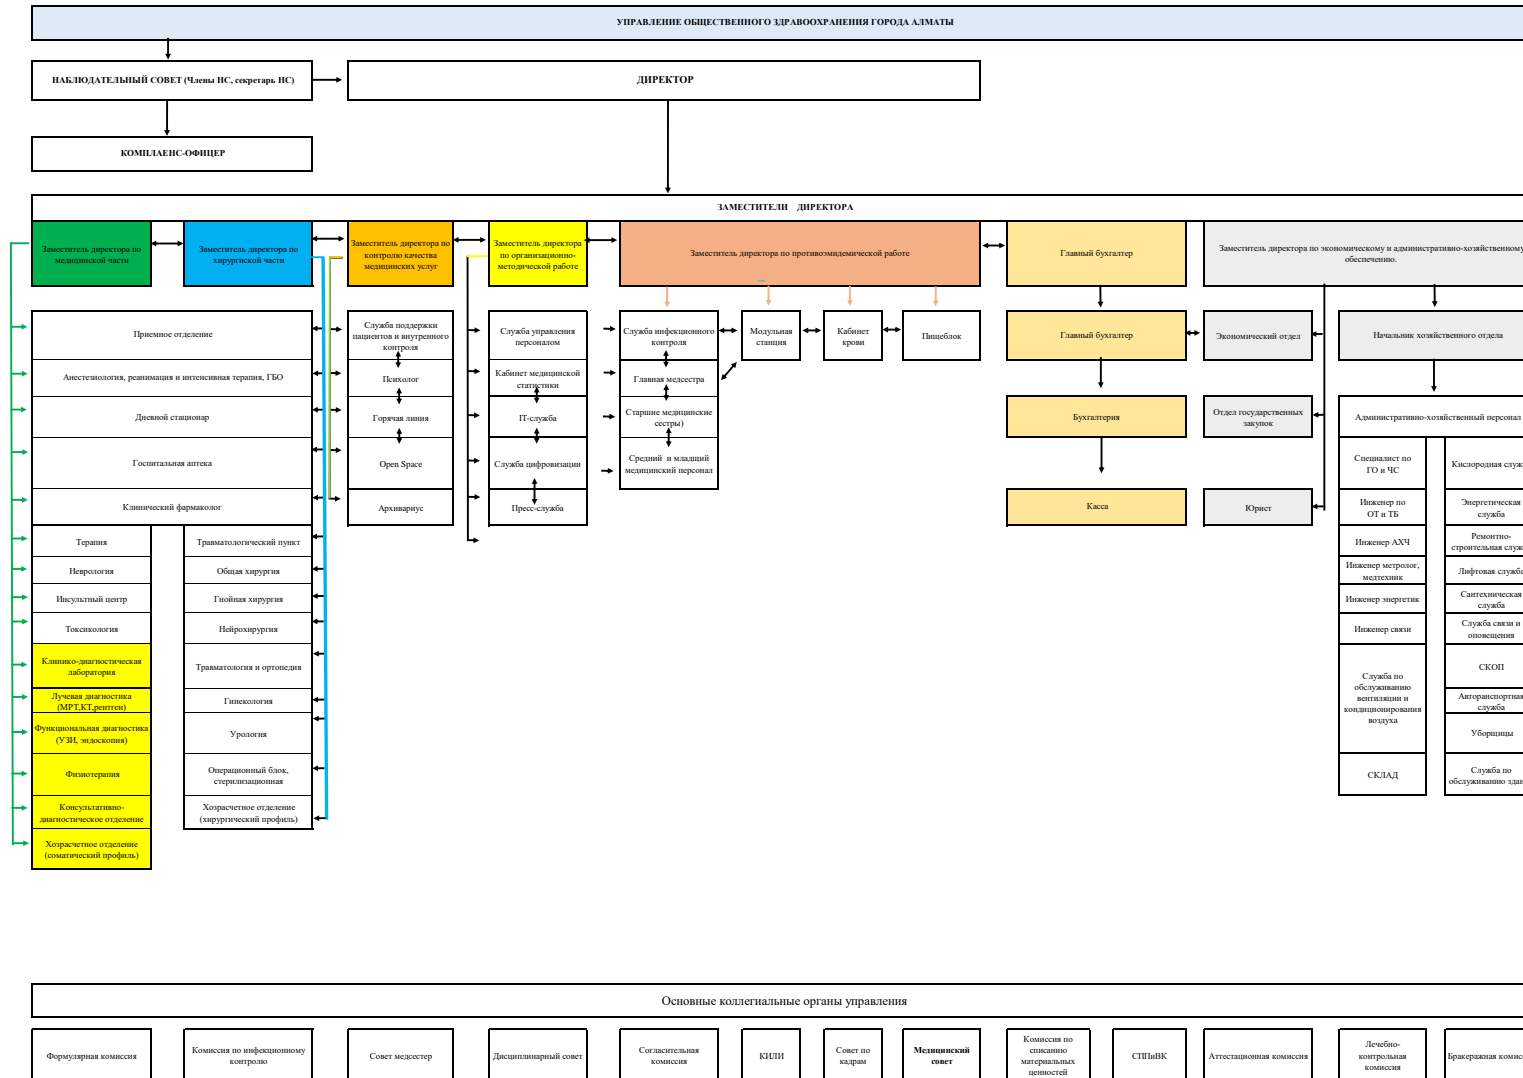 УПРАВЛЕНИЕ ОБЩЕСТВЕННОГО ЗДРАВООХРАНЕНИЯ ГОРОДА АЛМАТЫ
НАБЛЮДАТЕЛЬНЫЙ СОВЕТ (Члены НС, секретарь НС)
ДИРЕКТОР
КОМПЛАЕНС-ОФИЦЕР
ЗАМЕСТИТЕЛИ ДИРЕКТОРА
Заместитель директора по
медицинской части
Заместитель директора по
хирургиской части
Заместитель директора по
контролю качества
медицинских услуг
Заместитель директора
по организационно-
методической работе
Заместитель директора по противоэмидемической работе
Главный бухгалтер
Заместитель директора по экономическому и административно-хозяйственному
обеспечению.
Приемное отделение
Анестезиология, реанимация и интенсивная терапия, ГБО
Дневной стационар
Госпитальная аптека
Клинический фармаколог
Терапия
Неврология
Инсультный центр
Токсикология
Клинико-диагностическая
лаборатория
Лучевая диагностика
(МРТ,КТ,рентген)
Функциональная диагностика
(УЗИ, эндоскопия)
Физиотерапия
Консультативно-
диагностическое отделение
Хозрасчетное отделение
(соматический профиль)
Травматологический пункт
Общая хирургия
Гнойная хирургия
Нейрохирургия
Травматология и ортопедия
Гинекология
Урология
Операционный блок,
стерилизационная
Хозрасчетное отделение
(хирургический профиль)
Служба поддержки
пациентов и внутренного
контроля
Психолог
Горячая линия
Open Space
Архивариус
Служба управления
персоналом
Кабинет медицинской
статистики
IT-служба
Служба цифровизации
Пресс-служба
Служба инфекционного
контроля
Главная медсестра
Старшие медицинские
сестры)
Средний и младщий
медицинский персонал
Модульная
станция
Кабинет
крови
Пищеблок
Главный бухгалтер
Бухгалтерия
Касса
Экономический отдел
Отдел государственных
закупок
Юрист
Начальник хозяйственного отдела
Административно-хозяйственный персонал
Специалист по
ГО и ЧС
Инженер по
ОТ и ТБ
Инженер АХЧ
Инженер метролог,
медтехник
Инженер энергетик
Инженер связи
Служба по
обслуживанию
вентиляции и
кондиционирования
воздуха
СКЛАД
Кислородная служ
Энергетическая
служба
Ремонтно-
строительная служ
Лифтовая служба
Сантехническая
служба
Служба связи и
оповещения
СКОП
Авторанспортная
служба
Уборщицы
Служба по
обслуживанию здан
Основные коллегиальные органы управления
Формулярная комиссия
Комиссия по инфекционному
контролю
Совет медсестер
Дисциплинарный совет
Согласительная
комиссия
КИЛИ
Совет по
кадрам
Медицинский
совет
Комиссия по
списанию
материальных
ценностей
СППиВК
Аттестационная комиссия
Лечебно-
контрольная
комиссия
Бракеражная комисс